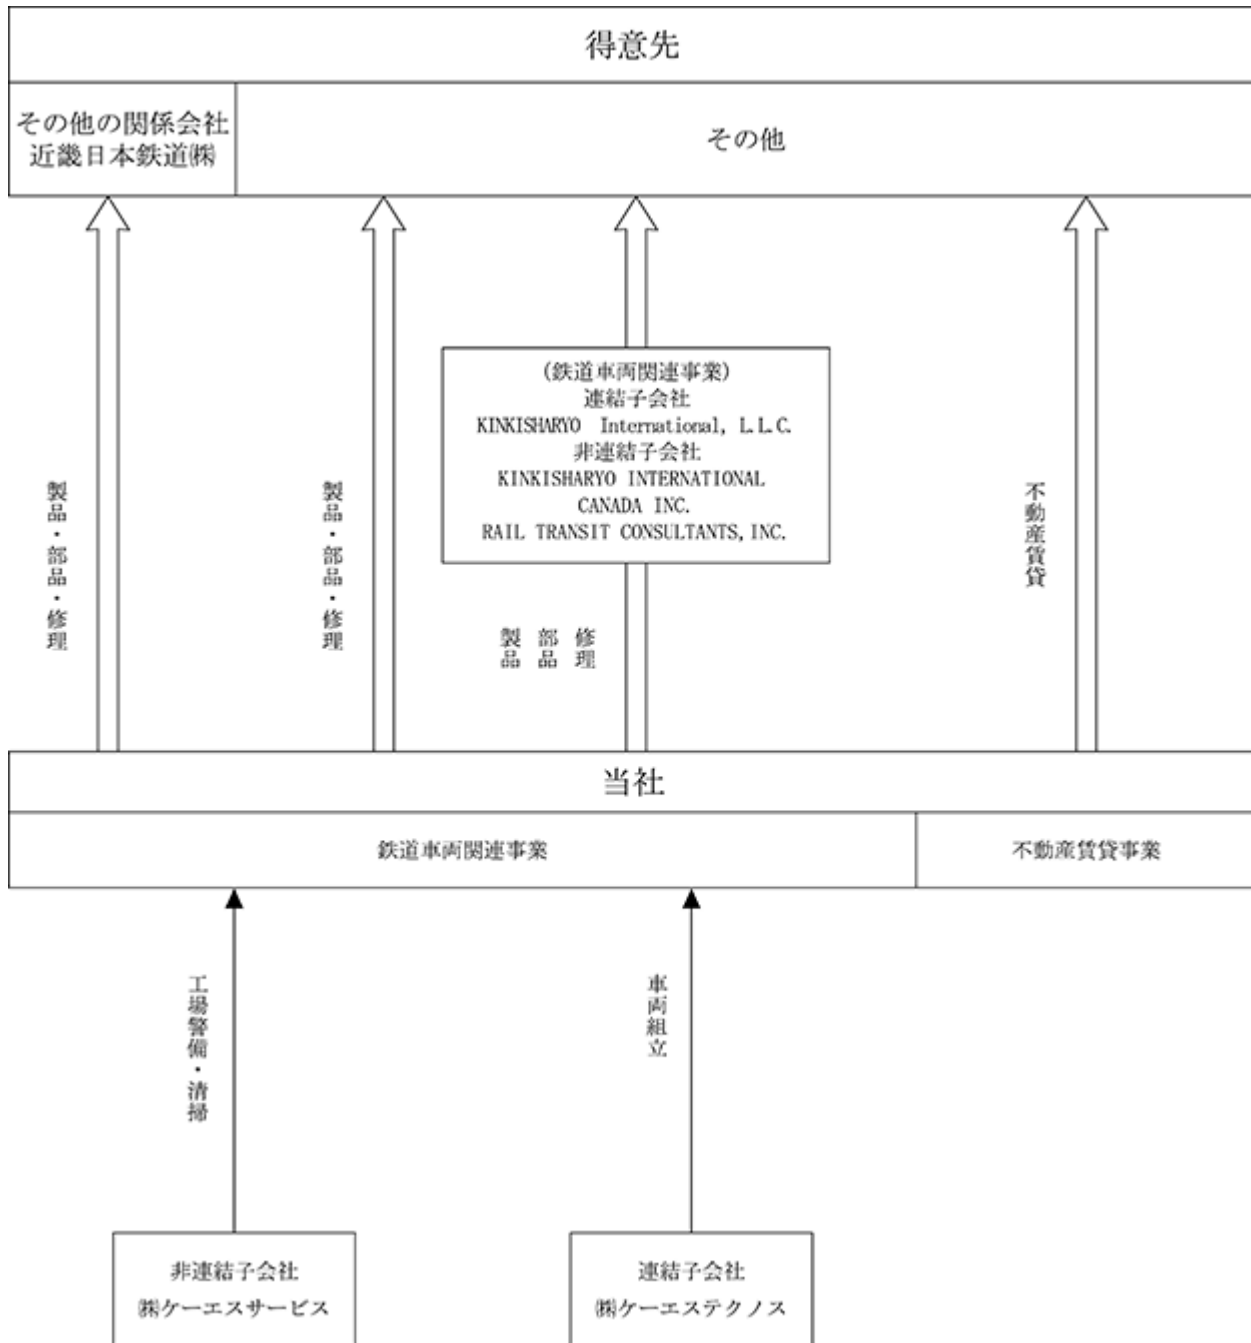 得意先
その他の関係会社
近畿日本鉄道㈱
その他
(鉄道車両関連事業)
連結子会社
KINKISHARYO International, L.L.C.
非連結子会社
KINKISHARYO INTERNATIONAL
CANADA INC.
RAIL TRANSIT CONSULTANTS, INC.
製品・部品・修理
製品・部品・修理
製品
部品
修理
不動産賃貸
当社
鉄道車両関連事業
不動産賃貸事業
工場警備・清掃
車両組立
非連結子会社
㈱ケーエスサービス
連結子会社
㈱ケーエステクノス